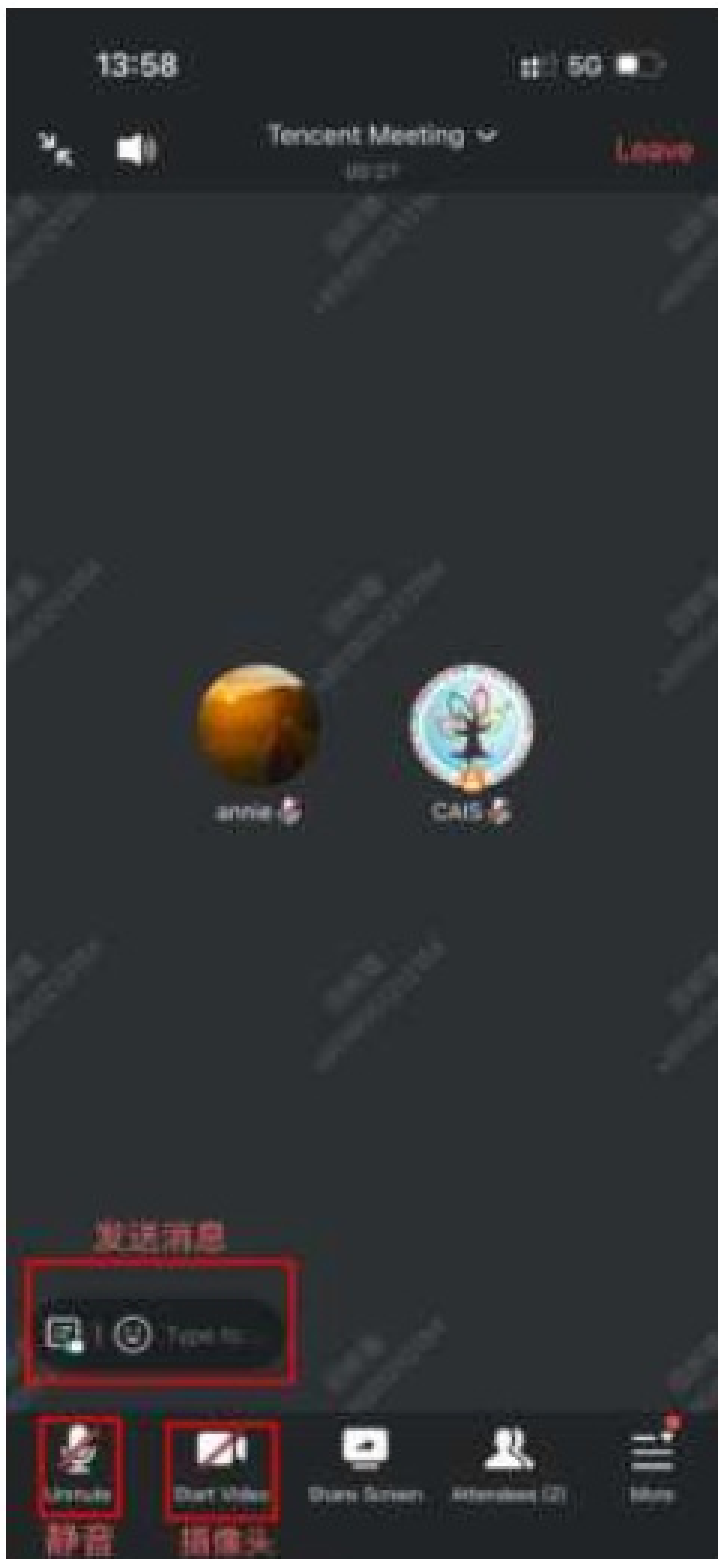 13:58
5G
Tencent Meeting
Leave
annie
CAIS
发送消息
Type to...
Unmute
Start Video
Share Screen
Attendees (2)
More
静音
摄像头